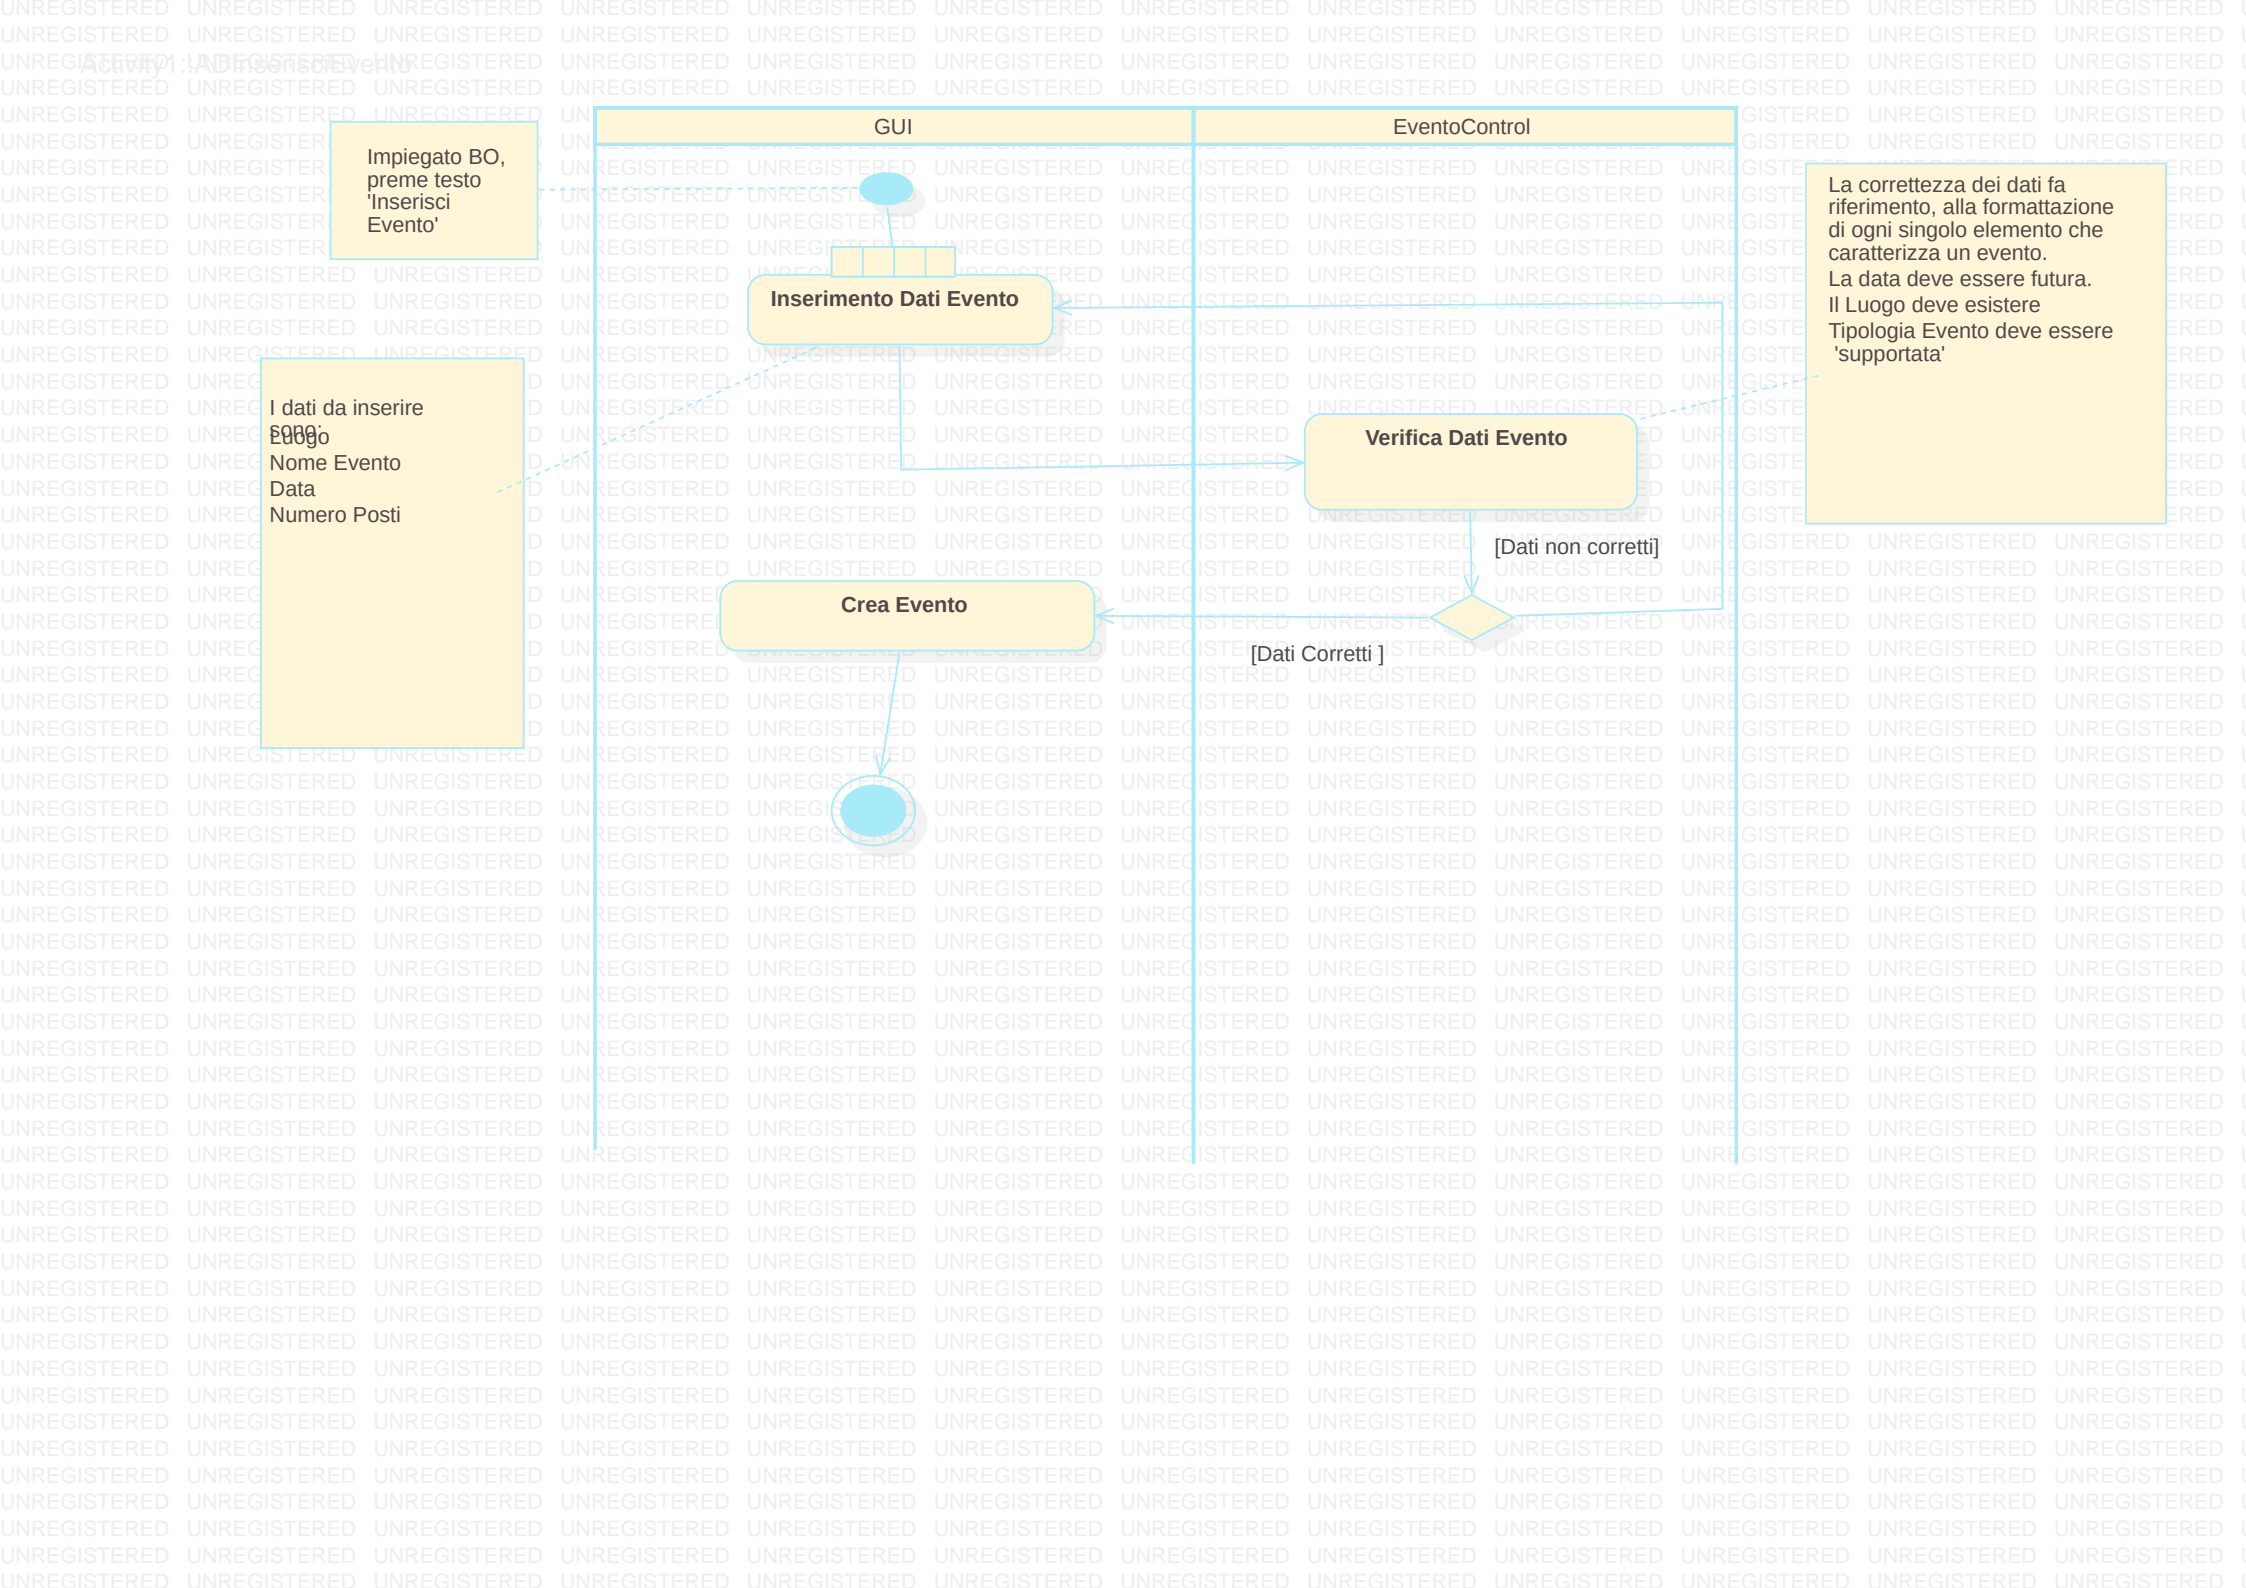 Activity1::ADInserisciEvento
GUI
EventoControl
Impiegato BO,
preme testo
'Inserisci
Evento'
La correttezza dei dati fa
riferimento, alla formattazione
di ogni singolo elemento che
caratterizza un evento.
La data deve essere futura.
Il Luogo deve esistere
Tipologia Evento deve essere
'supportata'
Inserimento Dati Evento
I dati da inserire
sono:
Luogo
Nome Evento
Data
Numero Posti
Verifica Dati Evento
[Dati non corretti]
Crea Evento
[Dati Corretti ]
UNREGISTERED